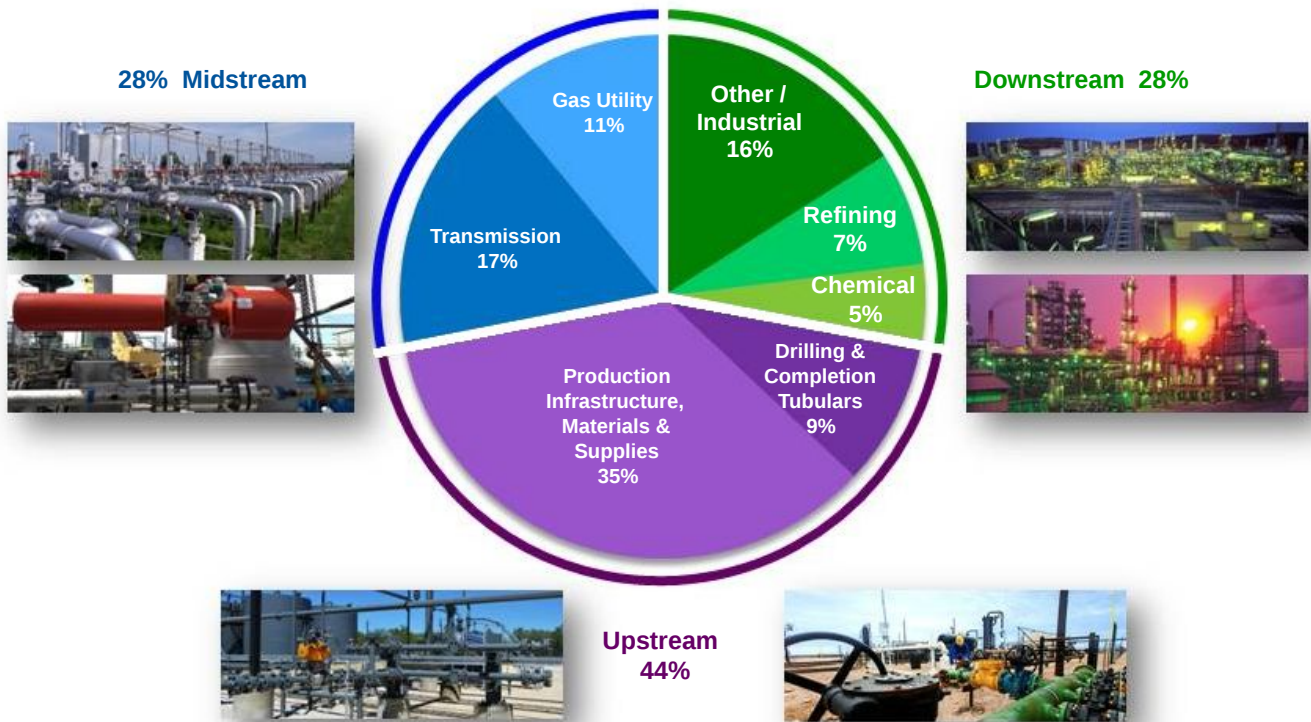 28% Midstream
Downstream 28%
Gas Utility
11%
Other /
Industrial
16%
Transmission
17%
Refining
7%
Chemical
5%
Production
Infrastructure,
Materials &
Supplies
35%
Drilling &
Completion
Tubulars
9%
Upstream
44%